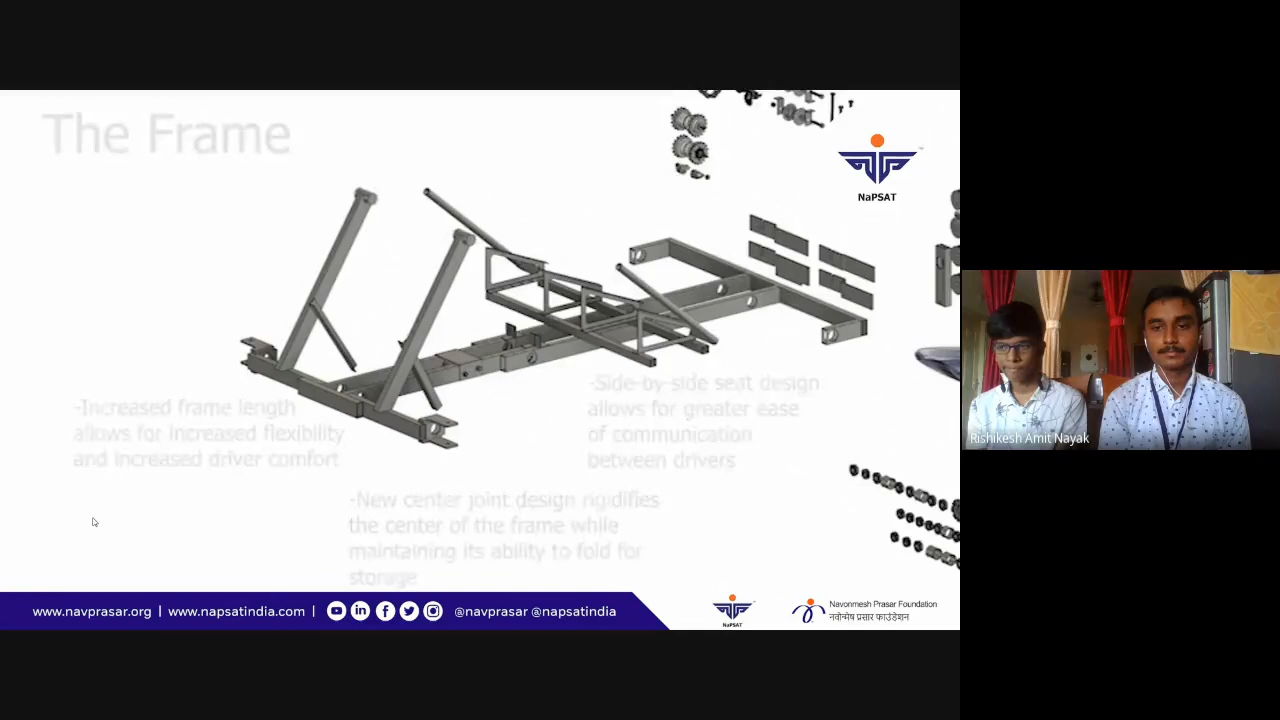 The Frame
NaPSAT
-Increased frame length
allows for increased flexibility
and increased driver comfort
-Side-by-side seat design
allows for greater ease
of communication
between drivers
-New center joint design rigidifies
the center of the frame while
maintaining its ability to fold for
storage
Rishikesh Amit Nayak
www.navprasar.org | www.napsatindia.com |
@navprasar @napsatindia
NaPSAT
Navonmesh Prasar Foundation
नवोन्मेष प्रसार फाउंडेशन